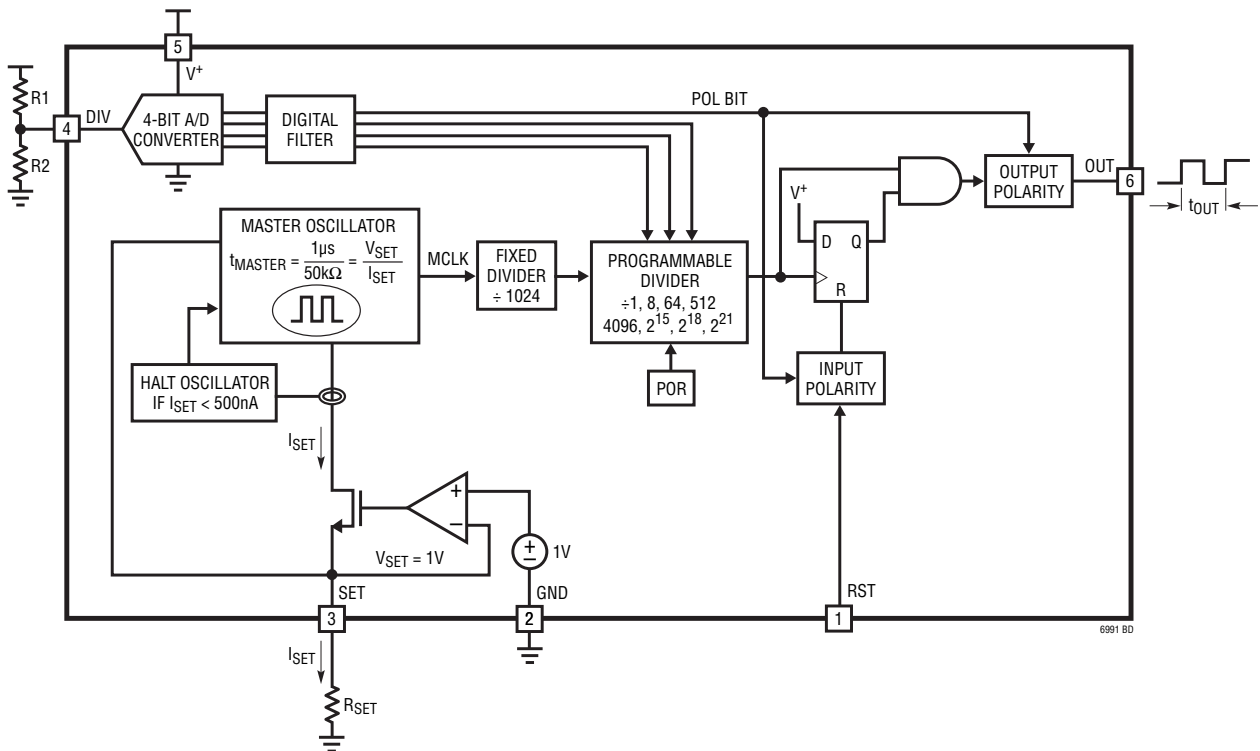 5
V+
R1
DIV
4
R2
4-BIT A/D
CONVERTER
DIGITAL
FILTER
POL BIT
OUTPUT
POLARITY
OUT
6
tOUT
V+
D
Q
R
MASTER OSCILLATOR
tMASTER = 1µs / 50kΩ = VSET / ISET
MCLK
FIXED
DIVIDER
÷ 1024
PROGRAMMABLE
DIVIDER
÷1, 8, 64, 512
4096, 2^15, 2^18, 2^21
POR
INPUT
POLARITY
HALT OSCILLATOR
IF ISET < 500nA
ISET
+
–
VSET = 1V
+
–
1V
SET
3
GND
2
RST
1
6991 BD
ISET
RSET